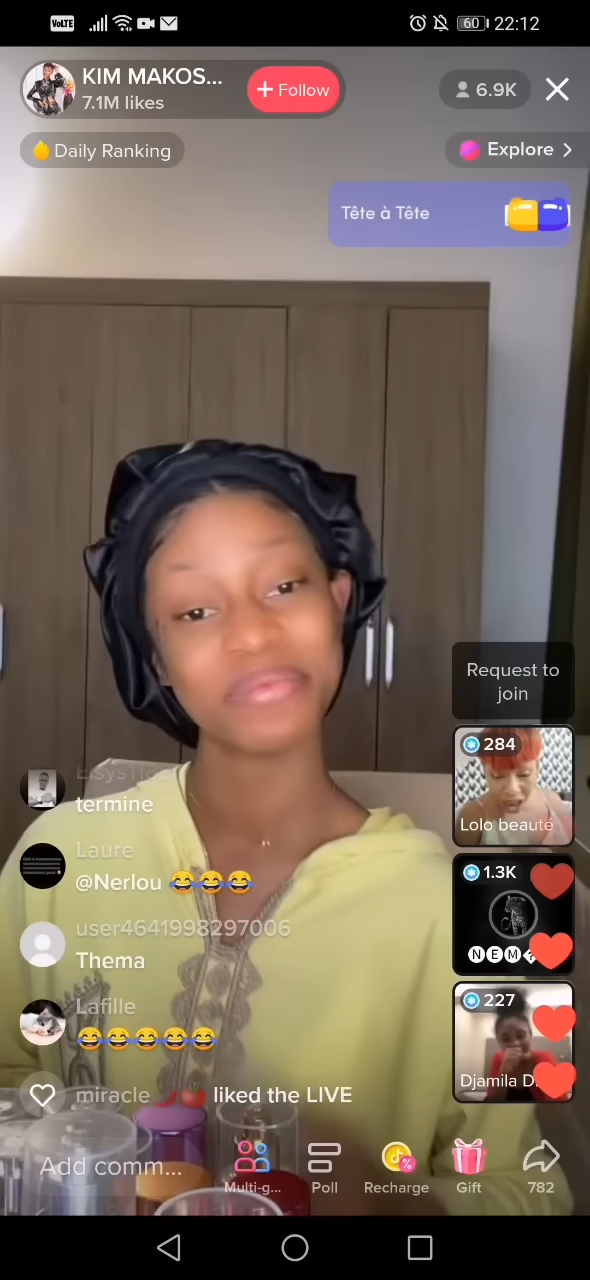 VoLTE
60
22:12
KIM MAKOS...
7.1M likes
+ Follow
6.9K
Daily Ranking
Explore
Tête à Tête
Request to
join
284
Lolo beauté
termine
1.3K
Laure
@Nerlou 😂😂😂
NEM
user4641998297006
Thema
227
Lafille
😂😂😂😂😂
Djamila D.
miracle 🌶️🍅 liked the LIVE
Add comm...
Multi-g...
Poll
Recharge
Gift
782